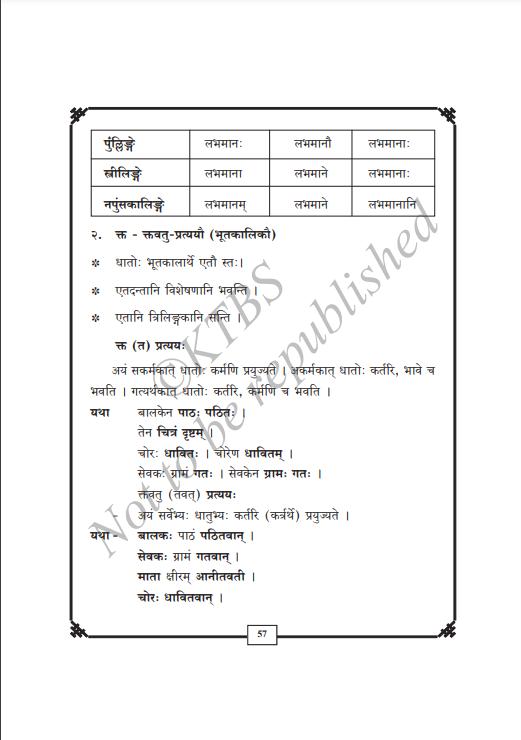 पुंल्लिङ्गे लभमानः लभमानौ लभमानाः
स्त्रीलिङ्गे लभमाना लभमाने लभमानाः
नपुंसकालिङ्गे लभमानम् लभमाने लभमानानि
२. क्त - क्तवतु-प्रत्ययौ (भूतकालिकौ)
* धातोः भूतकालार्थे एतौ स्तः।
* एतदन्तानि विशेषणानि भवन्ति ।
* एतानि त्रिलिङ्गकानि सन्ति ।
क्त (त) प्रत्ययः
अयं सकर्मकात् धातोः कर्मणि प्रयुज्यते । अकर्मकात् धातोः कर्तरि, भावे च
भवति । गत्यर्थकात् धातोः कर्तरि, कर्मणि च भवति ।
यथा बालकेन पाठः पठितः ।
तेन चित्रं दृष्टम् ।
चोरः धावितः । चोरेण धावितम् ।
सेवकः ग्रामं गतः । सेवकेन ग्रामः गतः ।
क्तवतु (तवत्) प्रत्ययः
- अयं सर्वेभ्यः धातुभ्यः कर्तरि (कर्त्रर्थे) प्रयुज्यते ।
यथा - बालकः पाठं पठितवान् ।
सेवकः ग्रामं गतवान् ।
माता क्षीरम् आनीतवती ।
चोरः धावितवान् ।
57
©KTBS
Not to be republished